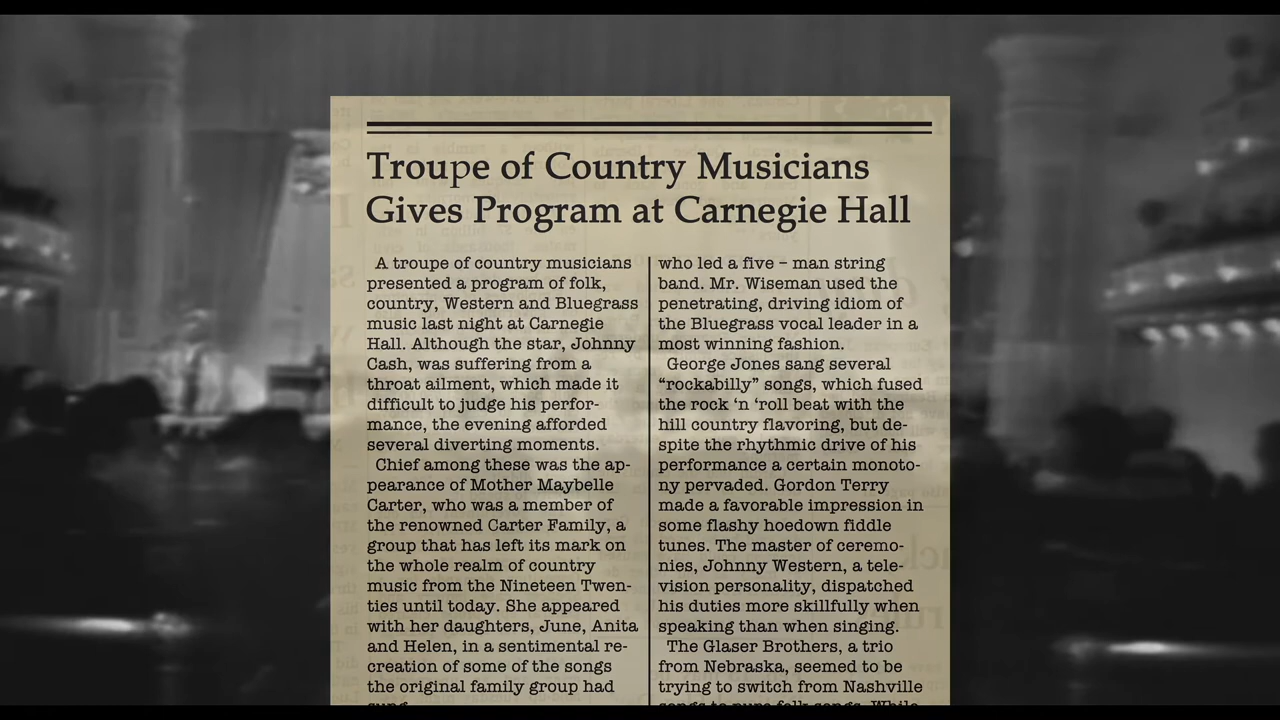 Troupe of Country Musicians
Gives Program at Carnegie Hall
A troupe of country musicians
presented a program of folk,
country, Western and Bluegrass
music last night at Carnegie
Hall. Although the star, Johnny
Cash, was suffering from a
throat ailment, which made it
difficult to judge his perfor-
mance, the evening afforded
several diverting moments.
Chief among these was the ap-
pearance of Mother Maybelle
Carter, who was a member of
the renowned Carter Family, a
group that has left its mark on
the whole realm of country
music from the Nineteen Twen-
ties until today. She appeared
with her daughters, June, Anita
and Helen, in a sentimental re-
creation of some of the songs
the original family group had
sung.
who led a five – man string
band. Mr. Wiseman used the
penetrating, driving idiom of
the Bluegrass vocal leader in a
most winning fashion.
George Jones sang several
“rockabilly” songs, which fused
the rock ‘n ‘roll beat with the
hill country flavoring, but de-
spite the rhythmic drive of his
performance a certain monoto-
ny pervaded. Gordon Terry
made a favorable impression in
some flashy hoedown fiddle
tunes. The master of ceremo-
nies, Johnny Western, a tele-
vision personality, dispatched
his duties more skillfully when
speaking than when singing.
The Glaser Brothers, a trio
from Nebraska, seemed to be
trying to switch from Nashville
songs to pure folk songs. While